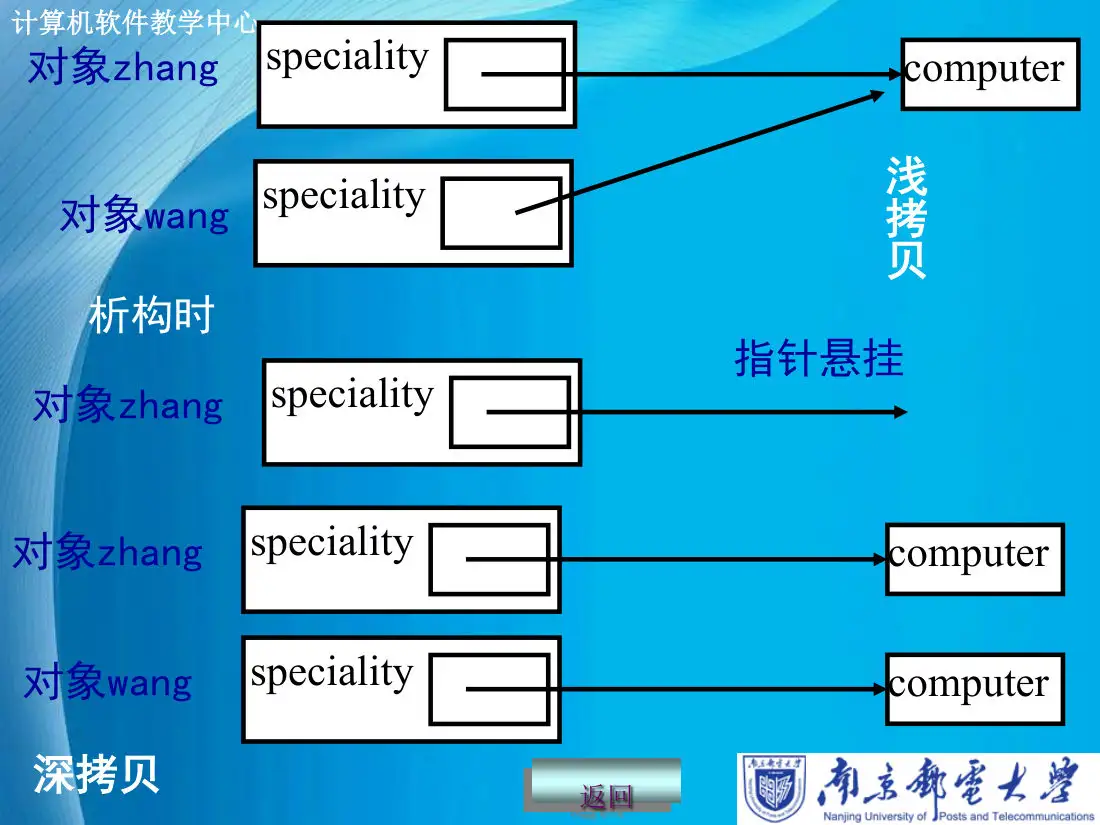 计算机软件教学中心
对象zhang
speciality
computer
对象wang
speciality
浅拷贝
析构时
指针悬挂
对象zhang
speciality
对象zhang
speciality
computer
对象wang
speciality
computer
深拷贝
返回
南京邮電大学
Nanjing University of Posts and Telecommunications